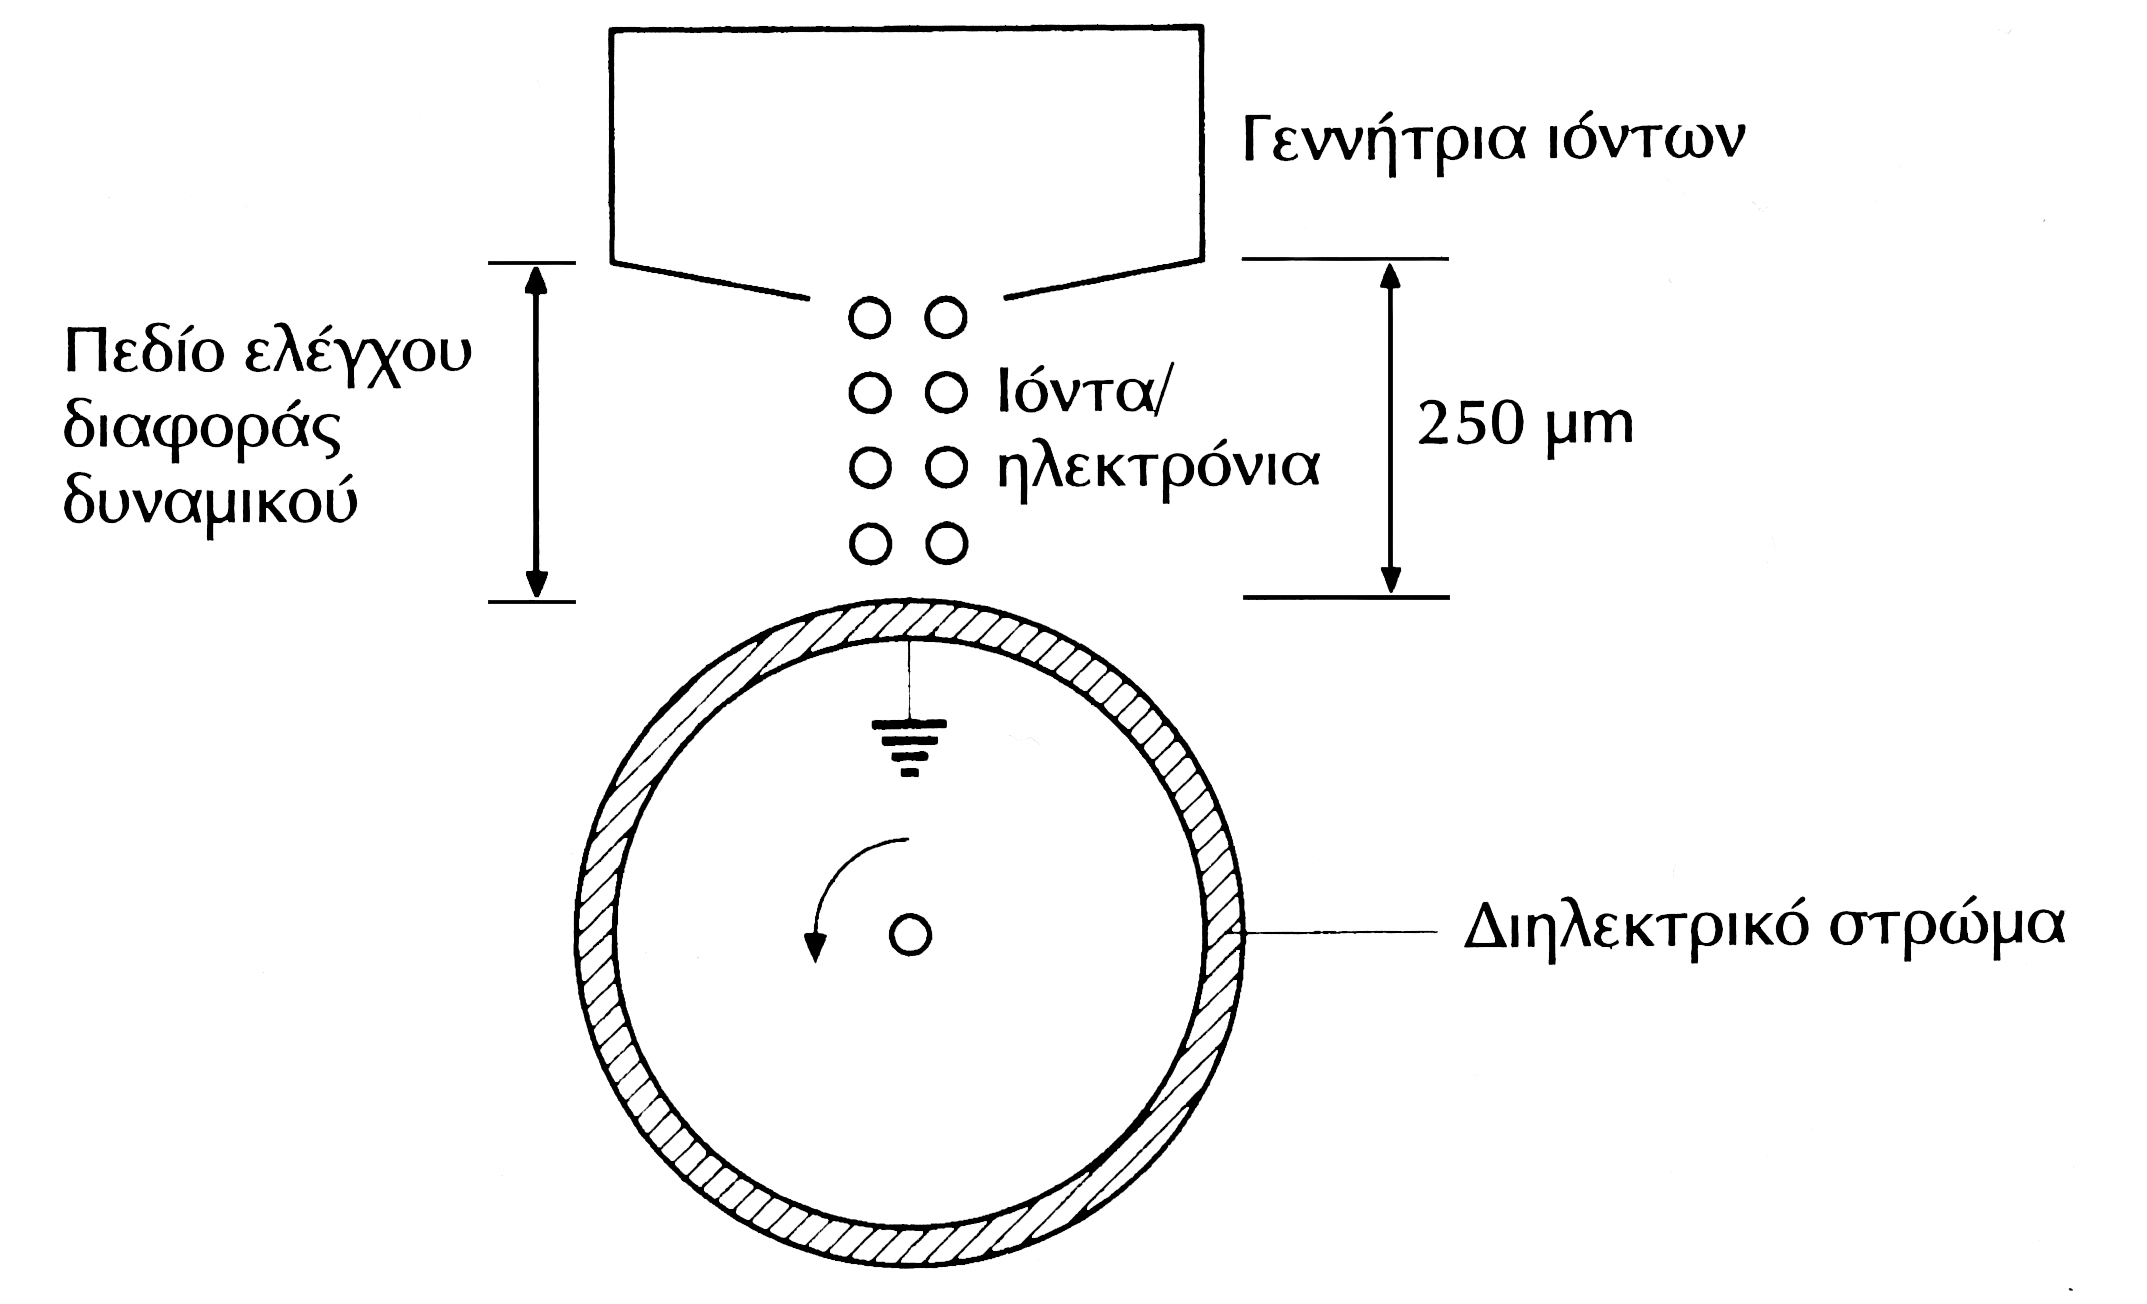 Γεννήτρια ιόντων
Πεδίο ελέγχου
διαφοράς
δυναμικού
Ιόντα/
ηλεκτρόνια
250 μm
Διηλεκτρικό στρώμα